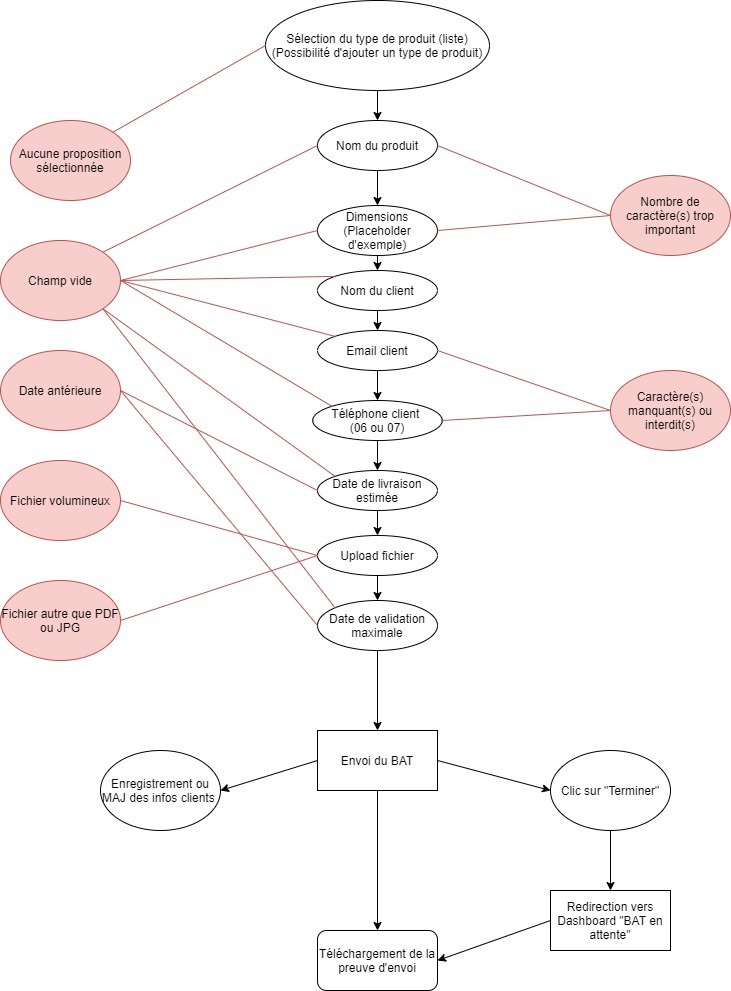 Sélection du type de produit (liste)
(Possibilité d'ajouter un type de produit)
Aucune proposition
sélectionnée
Nom du produit
Nombre de
caractère(s) trop
important
Dimensions
(Placeholder
d'exemple)
Champ vide
Nom du client
Email client
Date antérieure
Caractère(s)
manquant(s) ou
interdit(s)
Téléphone client
(06 ou 07)
Date de livraison
estimée
Fichier volumineux
Upload fichier
Fichier autre que PDF
ou JPG
Date de validation
maximale
Envoi du BAT
Enregistrement ou
MAJ des infos clients
Clic sur "Terminer"
Redirection vers
Dashboard "BAT en
attente"
Téléchargement de la
preuve d'envoi